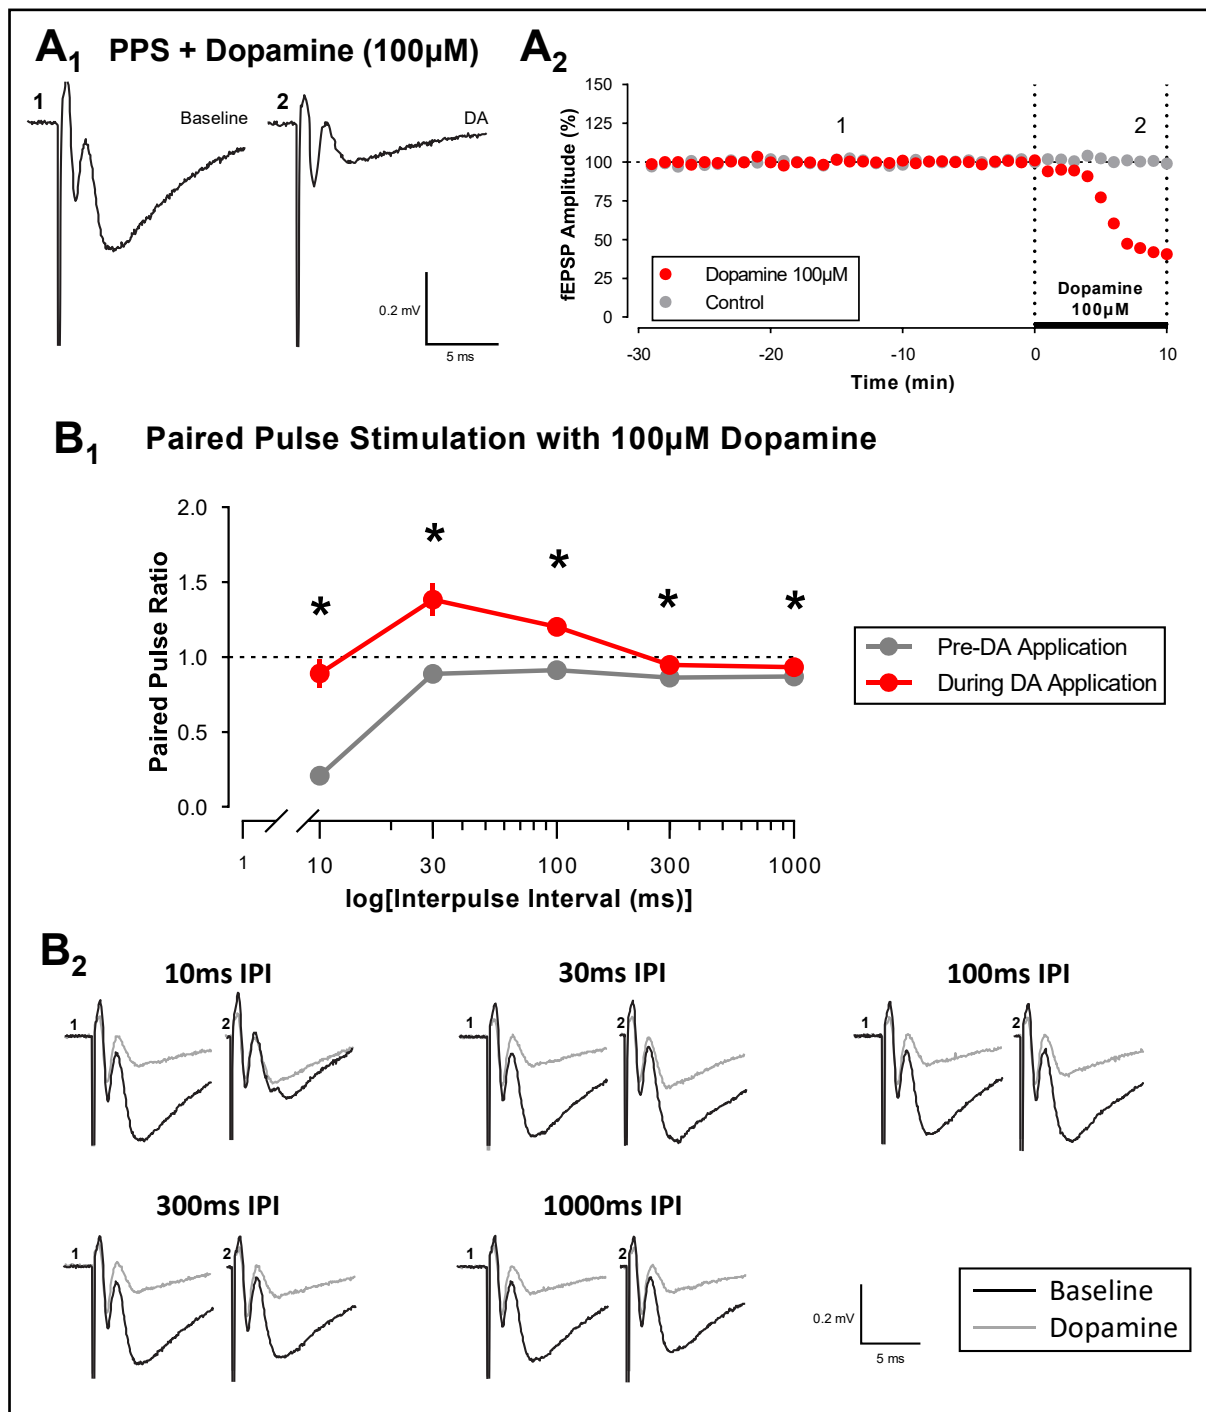 A1 PPS + Dopamine (100µM)
1
Baseline
2
DA
0.2 mV
5 ms
A2
150
125
100
75
50
25
0
fEPSP Amplitude (%)
1
2
Dopamine 100µM
Control
Dopamine
100µM
-30
-20
-10
0
10
Time (min)
B1 Paired Pulse Stimulation with 100µM Dopamine
2.0
1.5
1.0
0.5
0.0
Paired Pulse Ratio
*
*
*
*
*
1
10
30
100
300
1000
log[Interpulse Interval (ms)]
Pre-DA Application
During DA Application
B2
10ms IPI
1
2
30ms IPI
1
2
100ms IPI
1
2
300ms IPI
1
2
1000ms IPI
1
2
0.2 mV
5 ms
Baseline
Dopamine